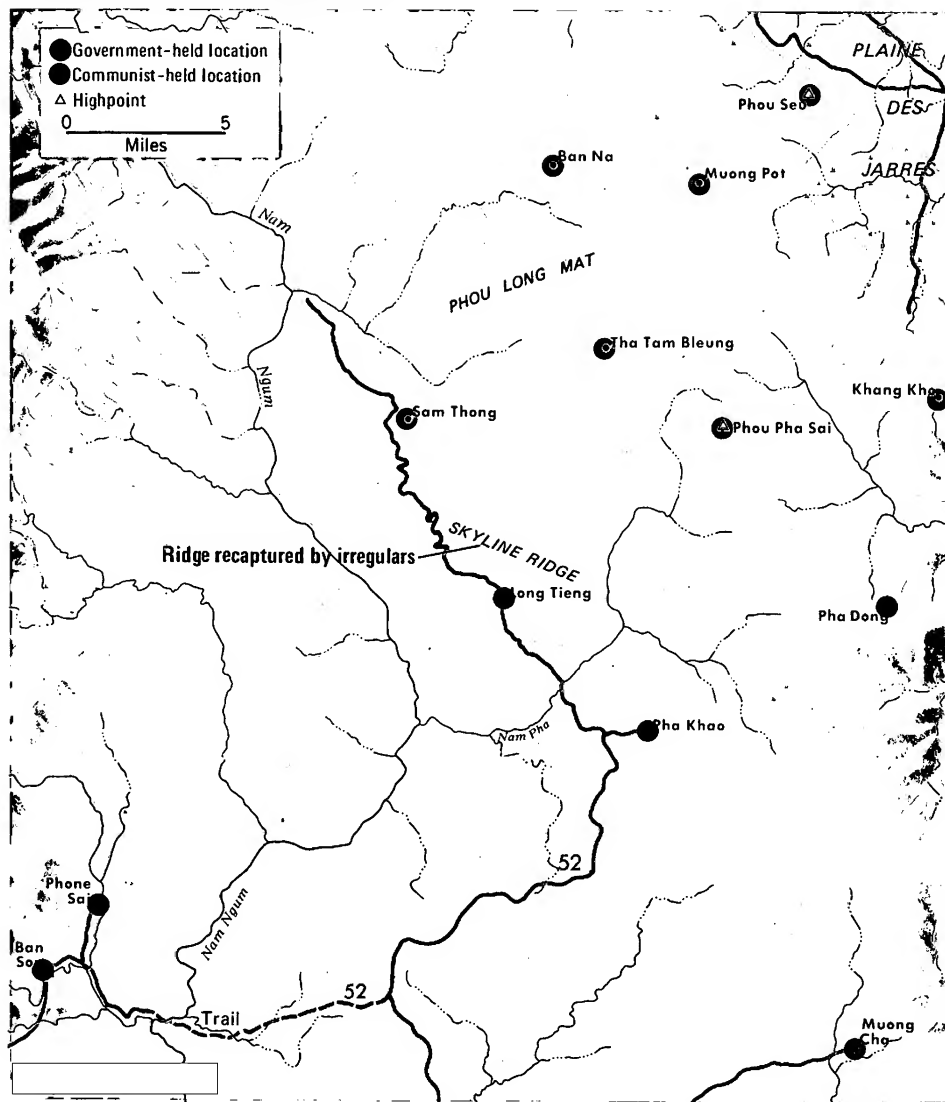 Government-held location
Communist-held location
Highpoint
0 5
Miles
PLAINE
DES
JARRES
Phou Seu
Ban Na
Muong Pot
Nam
PHOU LONG MAT
Tha Tam Bleung
Ngum
Khang Kho
Sam Thong
Phou Pha Sai
SKYLINE RIDGE
Ridge recaptured by irregulars
Long Tieng
Pha Dong
Pha Khao
Nam Pha
52
Phone
Sai
Nam Ngum
Ban
Son
52
Trail
Muong
Cha